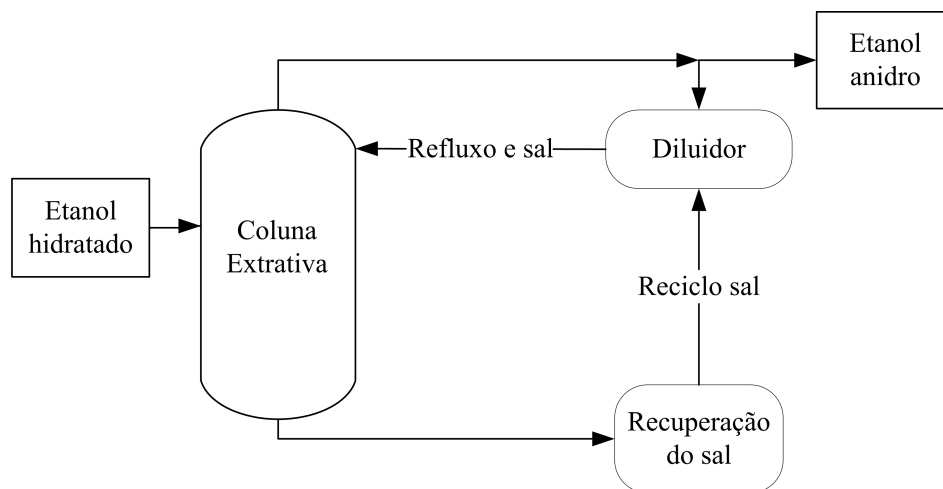 Etanol
anidro
Refluxo e sal
Diluidor
Etanol
hidratado
Coluna
Extrativa
Reciclo sal
Recuperação
do sal